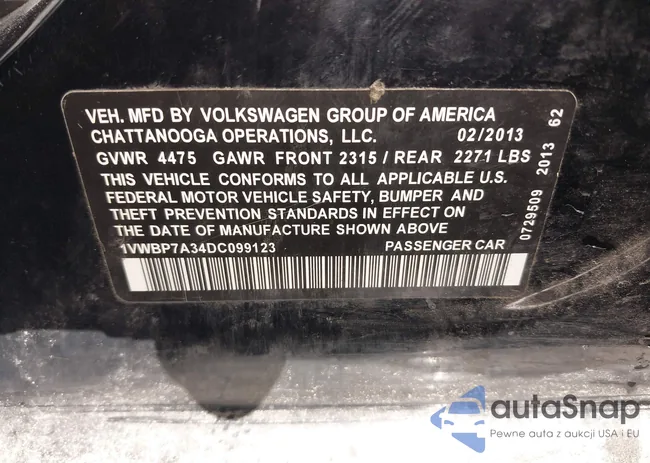 VEH. MFD BY VOLKSWAGEN GROUP OF AMERICA
CHATTANOOGA OPERATIONS, LLC. 02/2013
GVWR 4475 GAWR FRONT 2315 / REAR 2271 LBS
THIS VEHICLE CONFORMS TO ALL APPLICABLE U.S.
FEDERAL MOTOR VEHICLE SAFETY, BUMPER AND
THEFT PREVENTION STANDARDS IN EFFECT ON
THE DATE OF MANUFACTURE SHOWN ABOVE
1VWBP7A34DC099123 PASSENGER CAR
0729509 2013 62
autaSnap
Pewne auta z aukcji USA i EU